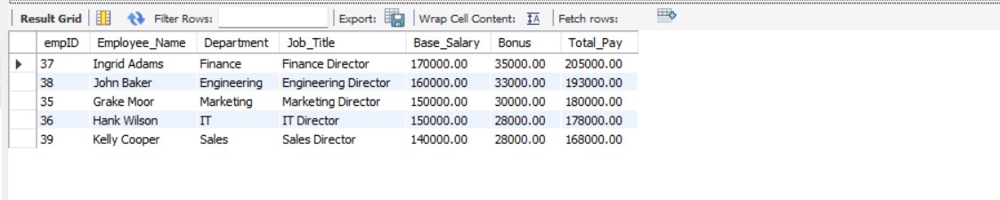 Result Grid Filter Rows: Export: Wrap Cell Content: IA Fetch rows:
empID Employee_Name Department Job_Title Base_Salary Bonus Total_Pay
37 Ingrid Adams Finance Finance Director 170000.00 35000.00 205000.00
38 John Baker Engineering Engineering Director 160000.00 33000.00 193000.00
35 Grake Moor Marketing Marketing Director 150000.00 30000.00 180000.00
36 Hank Wilson IT IT Director 150000.00 28000.00 178000.00
39 Kelly Cooper Sales Sales Director 140000.00 28000.00 168000.00